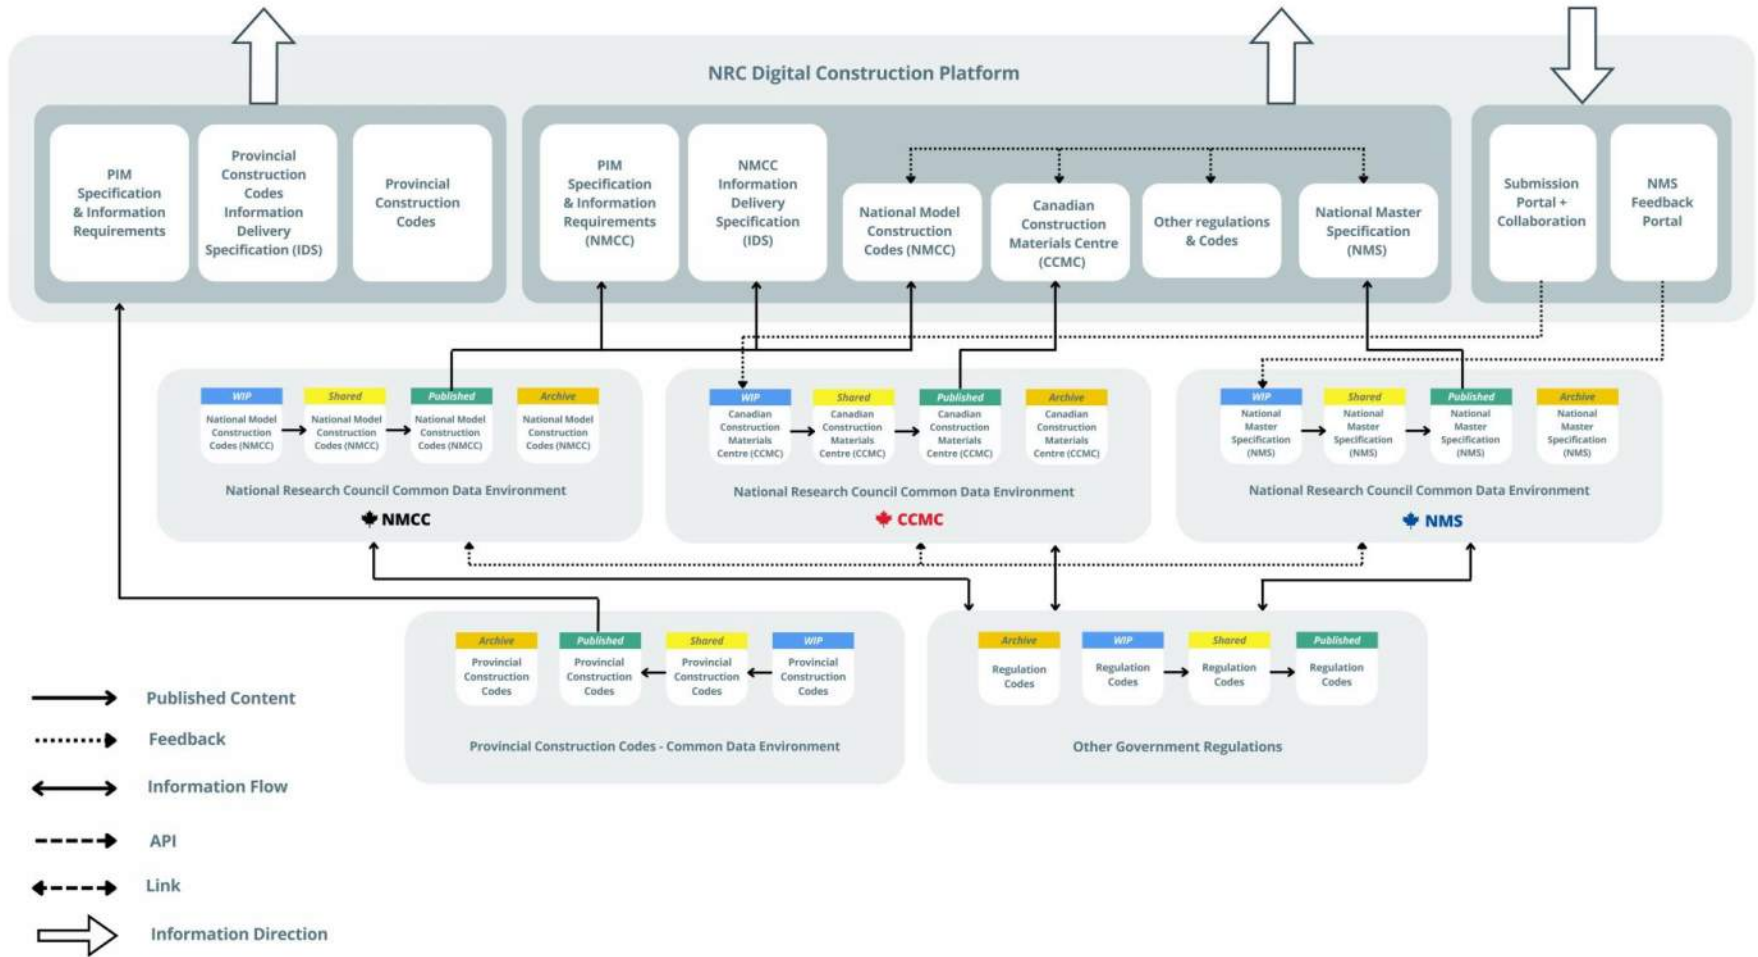 NRC Digital Construction Platform
PIM
Specification
& Information
Requirements
Provincial
Construction
Codes
Information
Delivery
Specification (IDS)
Provincial
Construction
Codes
PIM
Specification
& Information
Requirements
(NMCC)
NMCC
Information
Delivery
Specification
(IDS)
National Model
Construction
Codes (NMCC)
Canadian
Construction
Materials Centre
(CCMC)
Other regulations
& Codes
National Master
Specification
(NMS)
Submission
Portal +
Collaboration
NMS
Feedback
Portal
WIP
National Model
Construction
Codes (NMCC)
Shared
National Model
Construction
Codes (NMCC)
Published
National Model
Construction
Codes (NMCC)
Archive
National Model
Construction
Codes (NMCC)
National Research Council Common Data Environment
NMCC
WIP
Canadian
Construction
Materials
Centre (CCMC)
Shared
Canadian
Construction
Materials
Centre (CCMC)
Published
Canadian
Construction
Materials
Centre (CCMC)
Archive
Canadian
Construction
Materials
Centre (CCMC)
National Research Council Common Data Environment
CCMC
WIP
National
Master
Specification
(NMS)
Shared
National
Master
Specification
(NMS)
Published
National
Master
Specification
(NMS)
Archive
National
Master
Specification
(NMS)
National Research Council Common Data Environment
NMS
Archive
Provincial
Construction
Codes
Published
Provincial
Construction
Codes
Shared
Provincial
Construction
Codes
WIP
Provincial
Construction
Codes
Provincial Construction Codes - Common Data Environment
Archive
Regulation
Codes
WIP
Regulation
Codes
Shared
Regulation
Codes
Published
Regulation
Codes
Other Government Regulations
Published Content
Feedback
Information Flow
API
Link
Information Direction